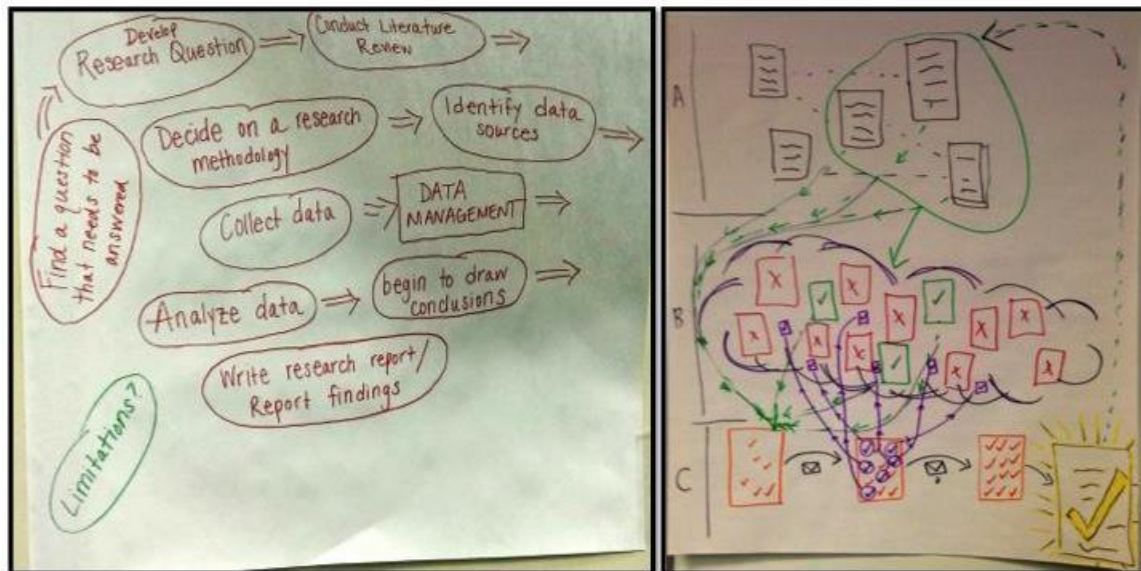 Develop
Research Question
Conduct Literature
Review
Find a question
that needs to be
answered
Decide on a research
methodology
Identify data
sources
Collect data
DATA
MANAGEMENT
Analyze data
begin to draw
conclusions
Write research report/
Report findings
Limitations?
A
B
C